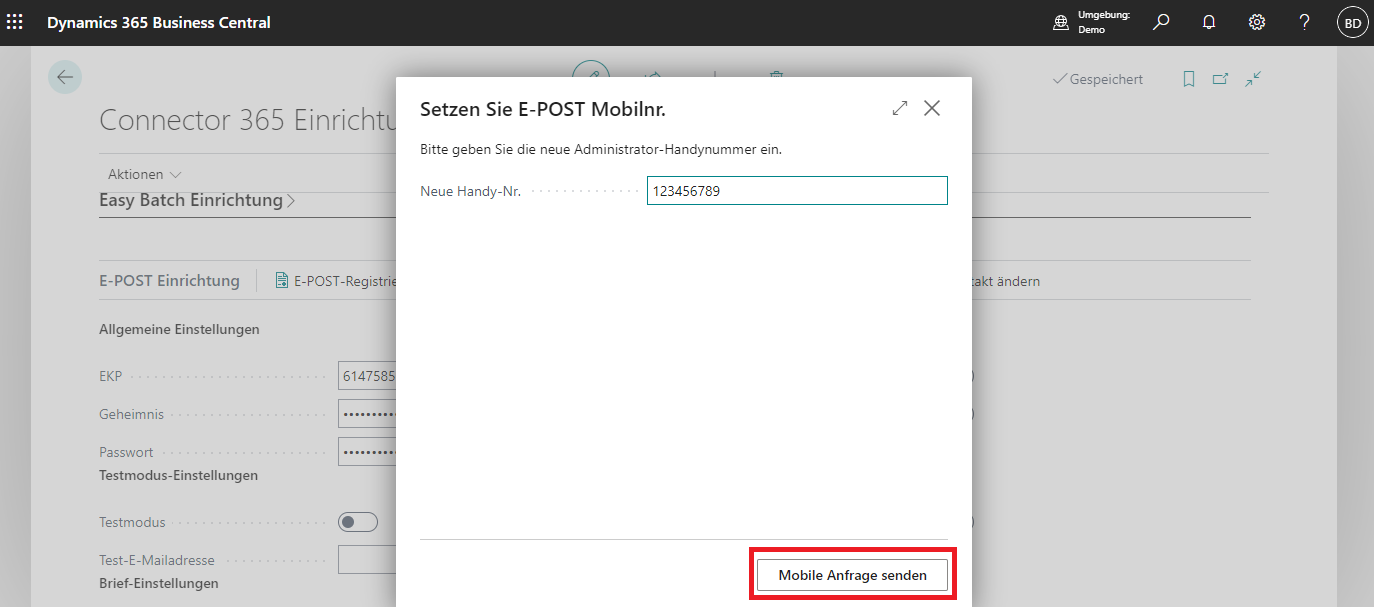 Dynamics 365 Business Central
Umgebung:
Demo
BD
Gespeichert
Connector 365 Einrichtu
Aktionen
Easy Batch Einrichtung
E-POST Einrichtung
E-POST-Registrie
takt ändern
Allgemeine Einstellungen
EKP
6147585
Geheimnis
Passwort
Testmodus-Einstellungen
Testmodus
Test-E-Mailadresse
Brief-Einstellungen
Setzen Sie E-POST Mobilnr.
Bitte geben Sie die neue Administrator-Handynummer ein.
Neue Handy-Nr.
123456789
Mobile Anfrage senden